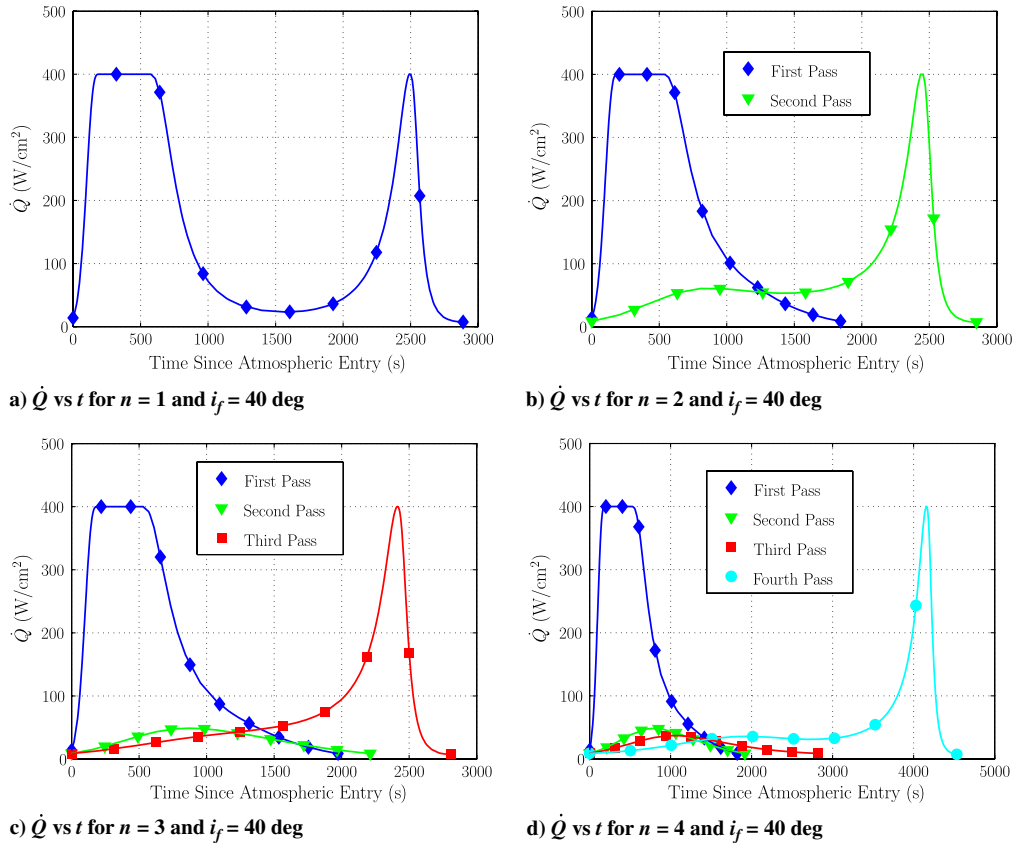 500
400
300
200
100
0
Q̇ (W/cm²)
0 500 1000 1500 2000 2500 3000
Time Since Atmospheric Entry (s)
a) Q̇ vs t for n = 1 and i_f = 40 deg
500
400
300
200
100
0
Q̇ (W/cm²)
First Pass
Second Pass
0 500 1000 1500 2000 2500 3000
Time Since Atmospheric Entry (s)
b) Q̇ vs t for n = 2 and i_f = 40 deg
500
400
300
200
100
0
Q̇ (W/cm²)
First Pass
Second Pass
Third Pass
0 500 1000 1500 2000 2500 3000
Time Since Atmospheric Entry (s)
c) Q̇ vs t for n = 3 and i_f = 40 deg
500
400
300
200
100
0
Q̇ (W/cm²)
First Pass
Second Pass
Third Pass
Fourth Pass
0 1000 2000 3000 4000 5000
Time Since Atmospheric Entry (s)
d) Q̇ vs t for n = 4 and i_f = 40 deg